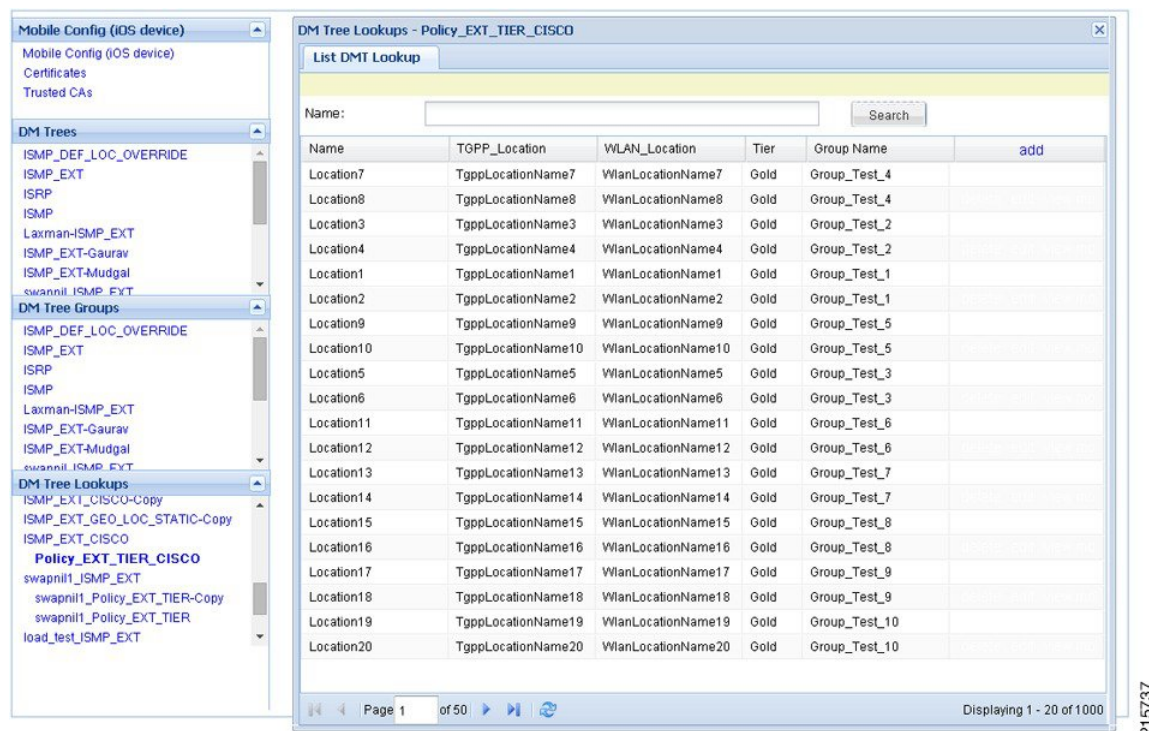 Mobile Config (iOS device)
Mobile Config (iOS device)
Certificates
Trusted CAs
DM Trees
ISMP_DEF_LOC_OVERRIDE
ISMP_EXT
ISRP
ISMP
Laxman-ISMP_EXT
ISMP_EXT-Gaurav
ISMP_EXT-Mudgal
swapnil_ISMP_EXT
DM Tree Groups
ISMP_DEF_LOC_OVERRIDE
ISMP_EXT
ISRP
ISMP
Laxman-ISMP_EXT
ISMP_EXT-Gaurav
ISMP_EXT-Mudgal
swapnil_ISMP_EXT
DM Tree Lookups
ISMP_EXT_CISCO-Copy
ISMP_EXT_GEO_LOC_STATIC-Copy
ISMP_EXT_CISCO
Policy_EXT_TIER_CISCO
swapnil1_ISMP_EXT
swapnil1_Policy_EXT_TIER-Copy
swapnil1_Policy_EXT_TIER
load_test_ISMP_EXT
DM Tree Lookups - Policy_EXT_TIER_CISCO
List DMT Lookup
Name: Search
Name TGPP_Location WLAN_Location Tier Group Name add
Location7 TgppLocationName7 WlanLocationName7 Gold Group_Test_4
Location8 TgppLocationName8 WlanLocationName8 Gold Group_Test_4
Location3 TgppLocationName3 WlanLocationName3 Gold Group_Test_2
Location4 TgppLocationName4 WlanLocationName4 Gold Group_Test_2
Location1 TgppLocationName1 WlanLocationName1 Gold Group_Test_1
Location2 TgppLocationName2 WlanLocationName2 Gold Group_Test_1
Location9 TgppLocationName9 WlanLocationName9 Gold Group_Test_5
Location10 TgppLocationName10 WlanLocationName10 Gold Group_Test_5
Location5 TgppLocationName5 WlanLocationName5 Gold Group_Test_3
Location6 TgppLocationName6 WlanLocationName6 Gold Group_Test_3
Location11 TgppLocationName11 WlanLocationName11 Gold Group_Test_6
Location12 TgppLocationName12 WlanLocationName12 Gold Group_Test_6
Location13 TgppLocationName13 WlanLocationName13 Gold Group_Test_7
Location14 TgppLocationName14 WlanLocationName14 Gold Group_Test_7
Location15 TgppLocationName15 WlanLocationName15 Gold Group_Test_8
Location16 TgppLocationName16 WlanLocationName16 Gold Group_Test_8
Location17 TgppLocationName17 WlanLocationName17 Gold Group_Test_9
Location18 TgppLocationName18 WlanLocationName18 Gold Group_Test_9
Location19 TgppLocationName19 WlanLocationName19 Gold Group_Test_10
Location20 TgppLocationName20 WlanLocationName20 Gold Group_Test_10
Page 1 of 50 Displaying 1 - 20 of 1000